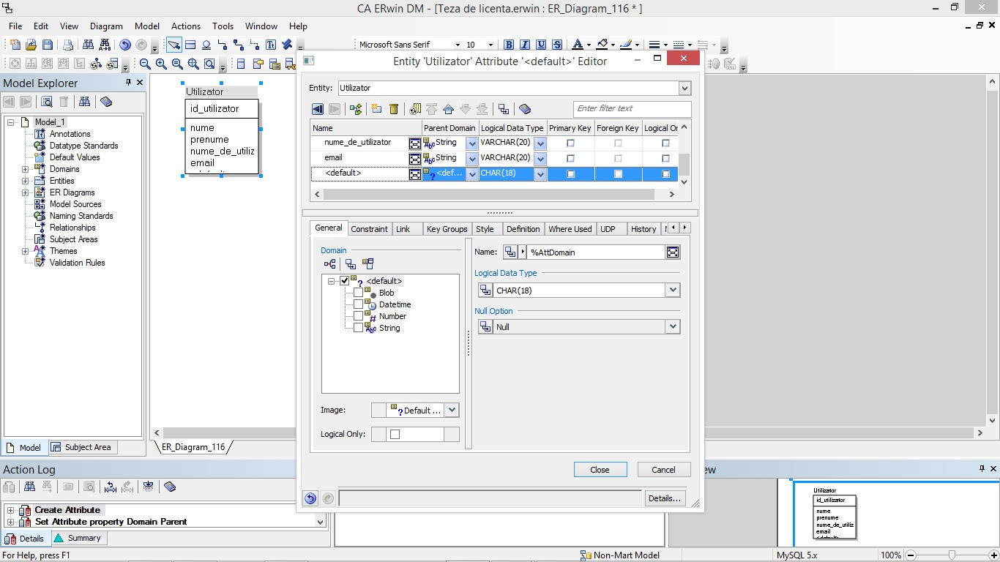 CA ERwin DM - [Teza de licenta.erwin : ER_Diagram_116 * ]
File Edit View Diagram Model Actions Tools Window Help
Microsoft Sans Serif 10 B I U S A
Entity 'Utilizator' Attribute '<default>' Editor
Model Explorer
Model_1
Annotations
Datatype Standards
Default Values
Domains
Entities
ER Diagrams
Model Sources
Naming Standards
Relationships
Subject Areas
Themes
Validation Rules
Model Subject Area
Utilizator
id_utilizator
nume
prenume
nume_de_utiliz
email
ER_Diagram_116
Entity: Utilizator
Enter filter text
Name Parent Domain Logical Data Type Primary Key Foreign Key Logical On
nume_de_utilizator String VARCHAR(20)
email String VARCHAR(20)
<default> <def... CHAR(18)
General Constraint Link Key Groups Style Definition Where Used UDP History
Domain
<default>
Blob
Datetime
Number
String
Image: Default ...
Logical Only:
Name: %AttDomain
Logical Data Type
CHAR(18)
Null Option
Null
Close Cancel
Details...
Action Log
Create Attribute
Set Attribute property Domain Parent
Details Summary
ew
Utilizator
id_utilizator
nume
prenume
nume_de_utiliz
email
For Help, press F1 Non-Mart Model MySQL 5.x 100%